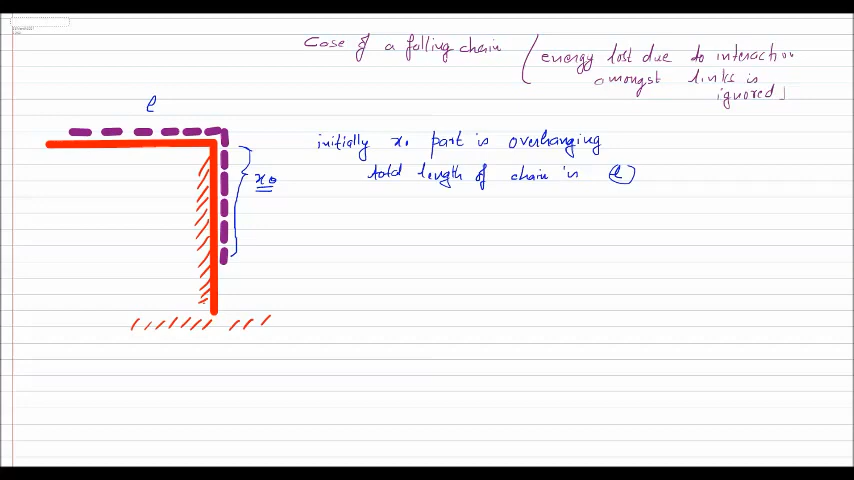 Case of a falling chain
energy lost due to interaction
amongst links is
ignored
l
initially x₀ part is overhanging
total length of chain is l
x₀